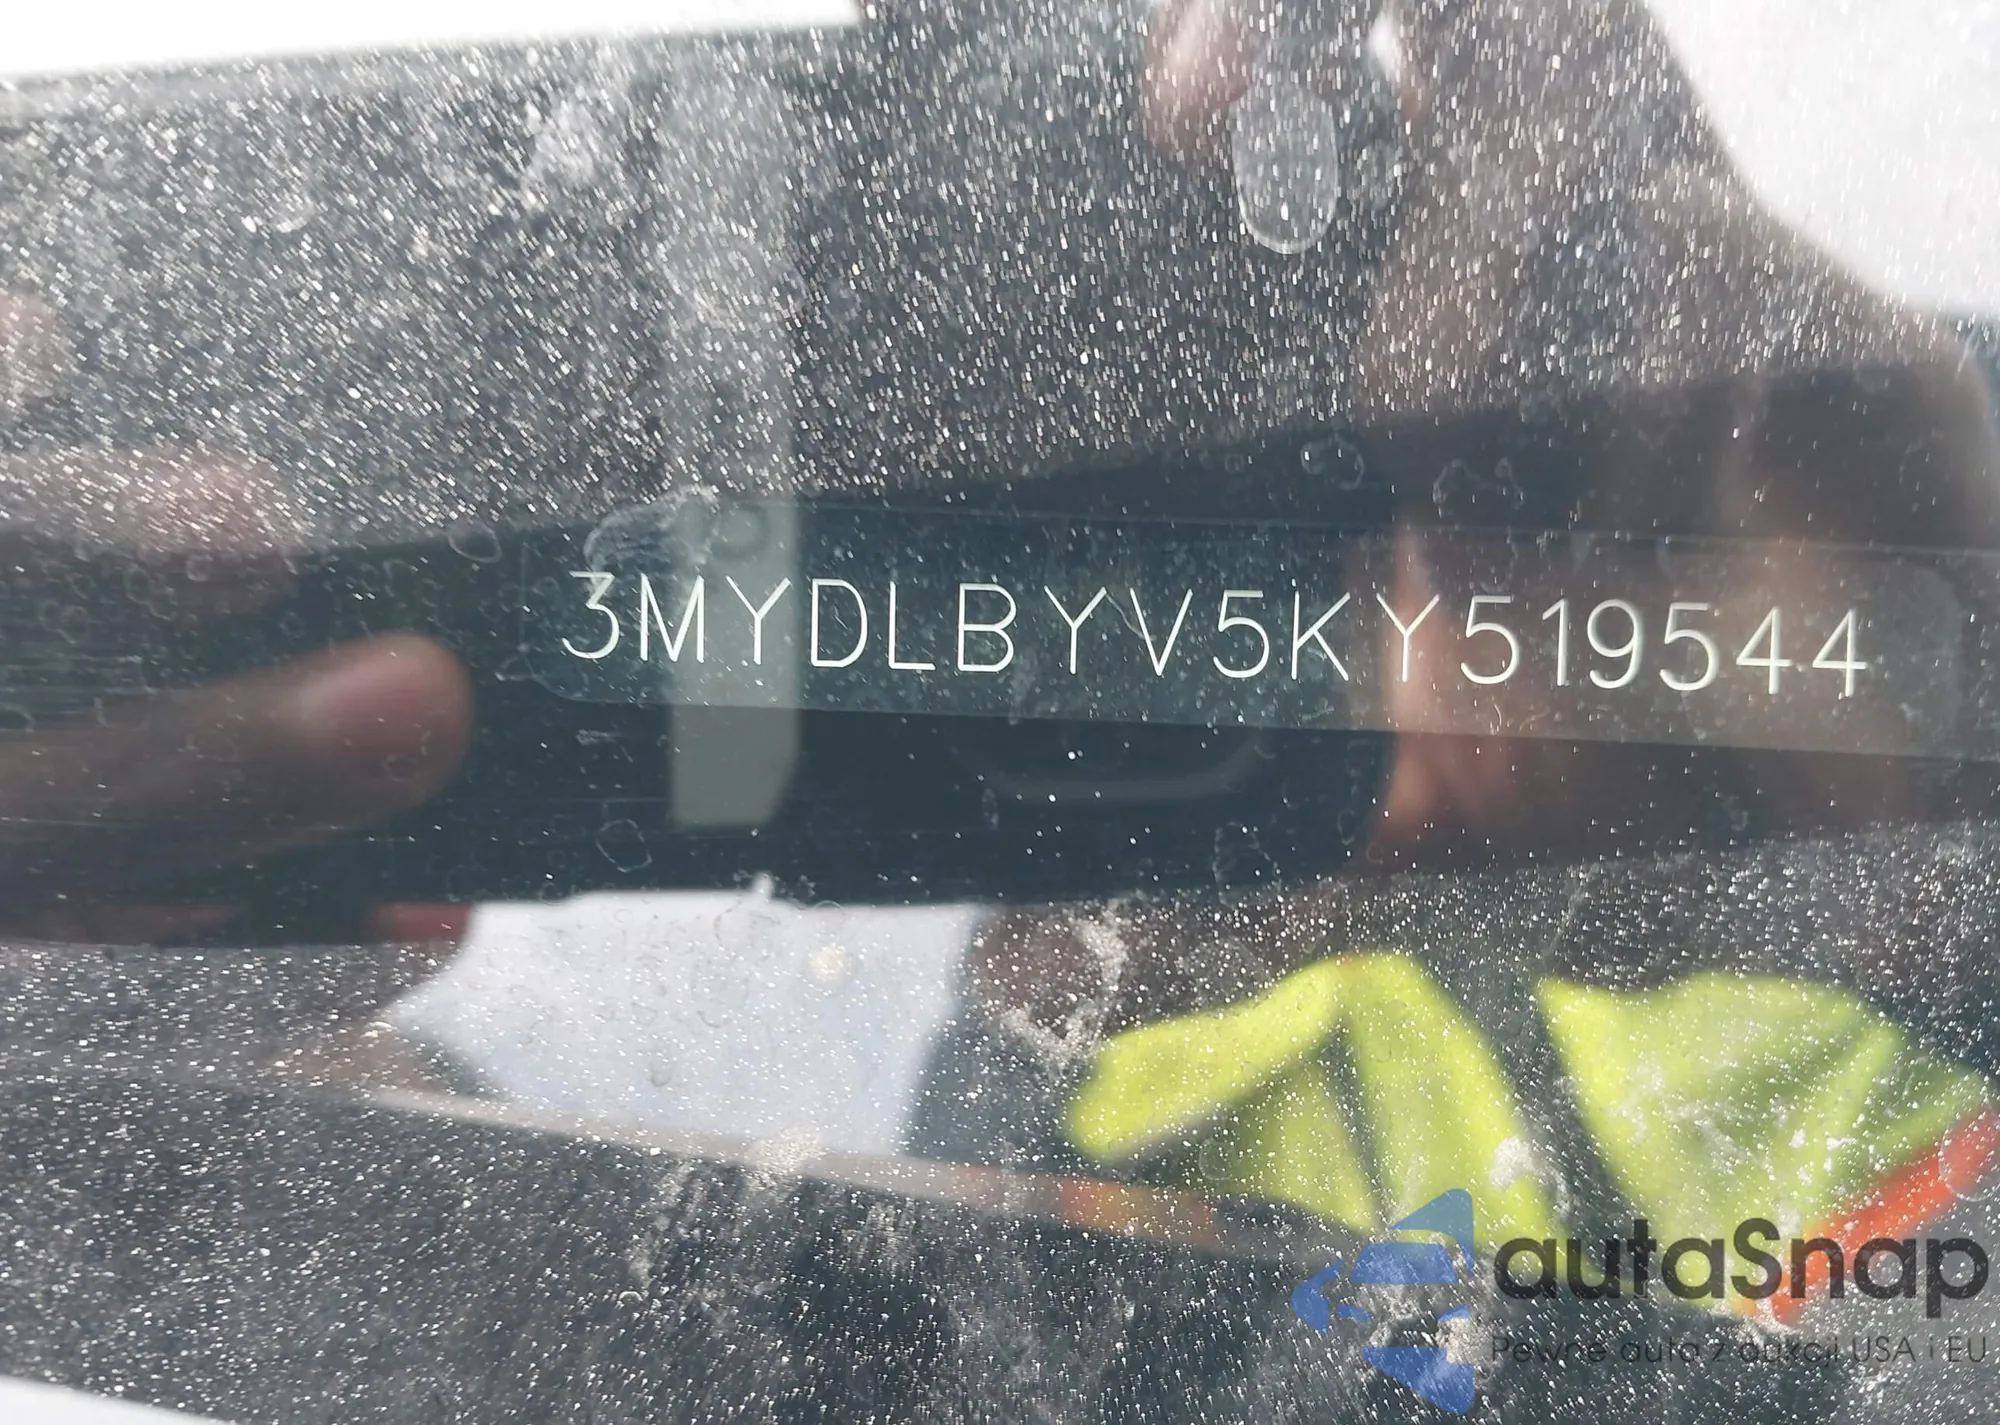 3MYDLBYV5KY519544
autaSnap
Pewne auta z aukcji USA i EU